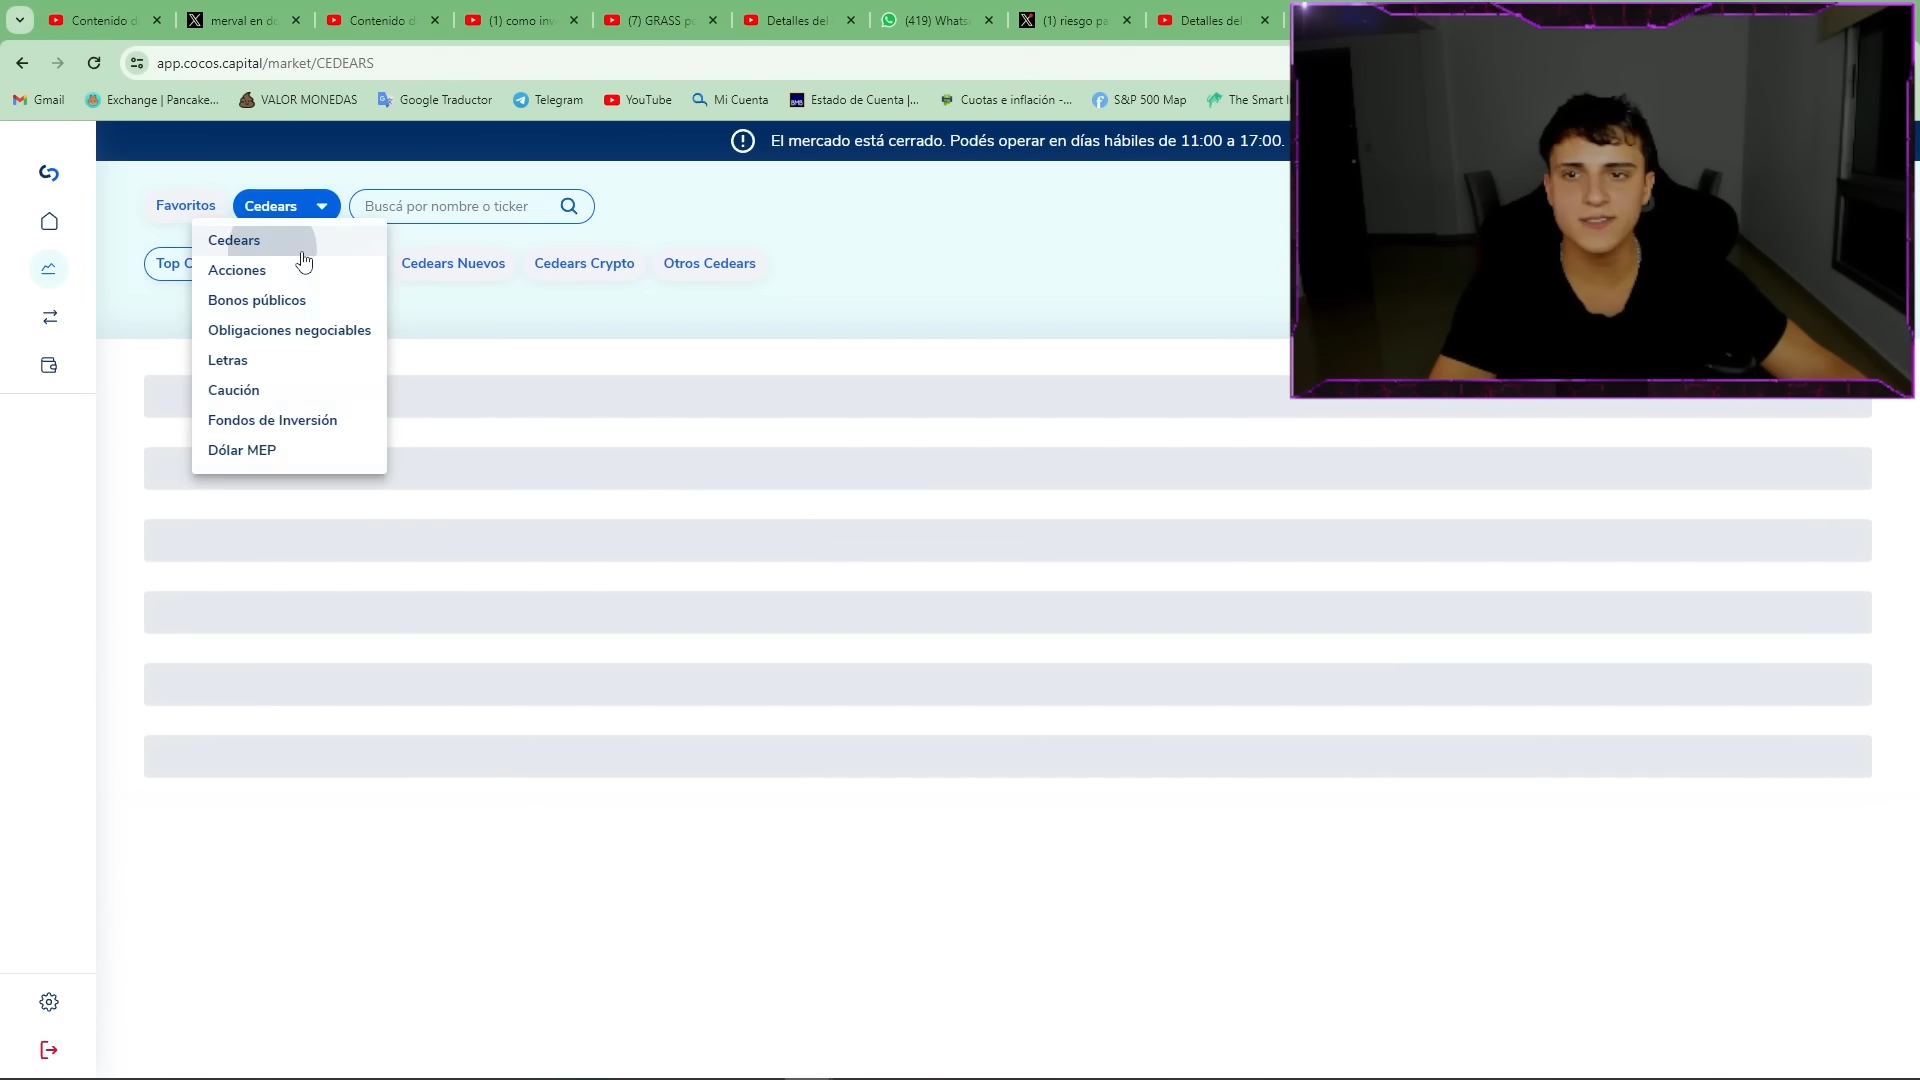 Contenido d
merval en do
Contenido d
(1) como inv
(7) GRASS po
Detalles del
(419) Whats
(1) riesgo pa
Detalles del
app.cocos.capital/market/CEDEARS
Gmail
Exchange | Pancake...
VALOR MONEDAS
Google Traductor
Telegram
YouTube
Mi Cuenta
Estado de Cuenta |...
Cuotas e inflación -...
S&P 500 Map
The Smart I
El mercado está cerrado. Podés operar en días hábiles de 11:00 a 17:00.
Favoritos
Cedears
Buscá por nombre o ticker
Top C
Cedears Nuevos
Cedears Crypto
Otros Cedears
Cedears
Acciones
Bonos públicos
Obligaciones negociables
Letras
Caución
Fondos de Inversión
Dólar MEP